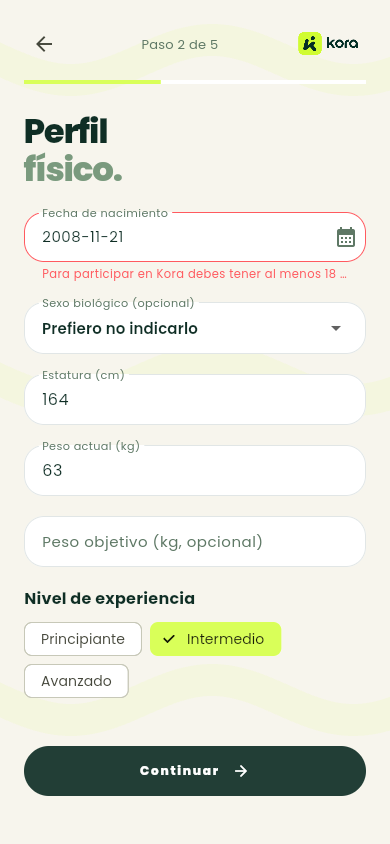 Paso 2 de 5
kora
Perfil
físico.
Fecha de nacimiento
2008-11-21
Para participar en Kora debes tener al menos 18 ...
Sexo biológico (opcional)
Prefiero no indicarlo
Estatura (cm)
164
Peso actual (kg)
63
Peso objetivo (kg, opcional)
Nivel de experiencia
Principiante
Intermedio
Avanzado
Continuar